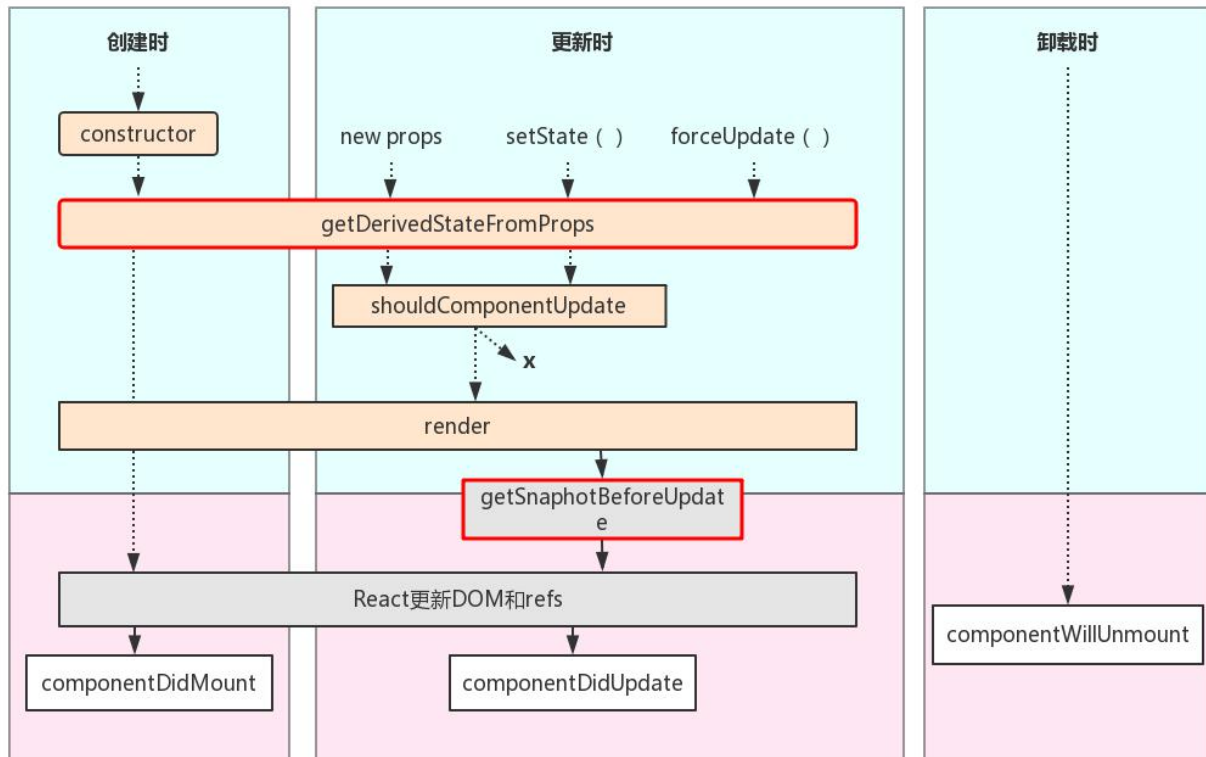 创建时
更新时
卸载时
constructor
new props
setState ( )
forceUpdate ( )
getDerivedStateFromProps
shouldComponentUpdate
x
render
getSnaphotBeforeUpdat
e
React更新DOM和refs
componentWillUnmount
componentDidMount
componentDidUpdate